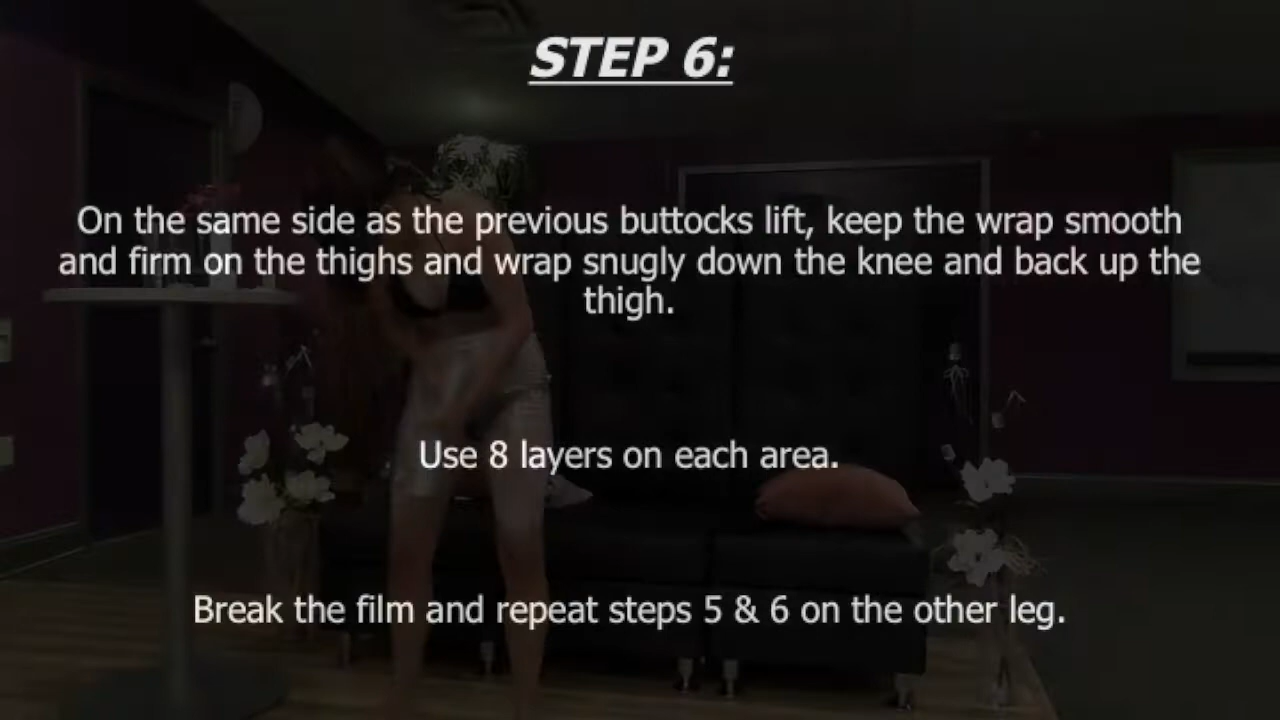 STEP 6:
On the same side as the previous buttocks lift, keep the wrap smooth
and firm on the thighs and wrap snugly down the knee and back up the
thigh.
Use 8 layers on each area.
Break the film and repeat steps 5 & 6 on the other leg.